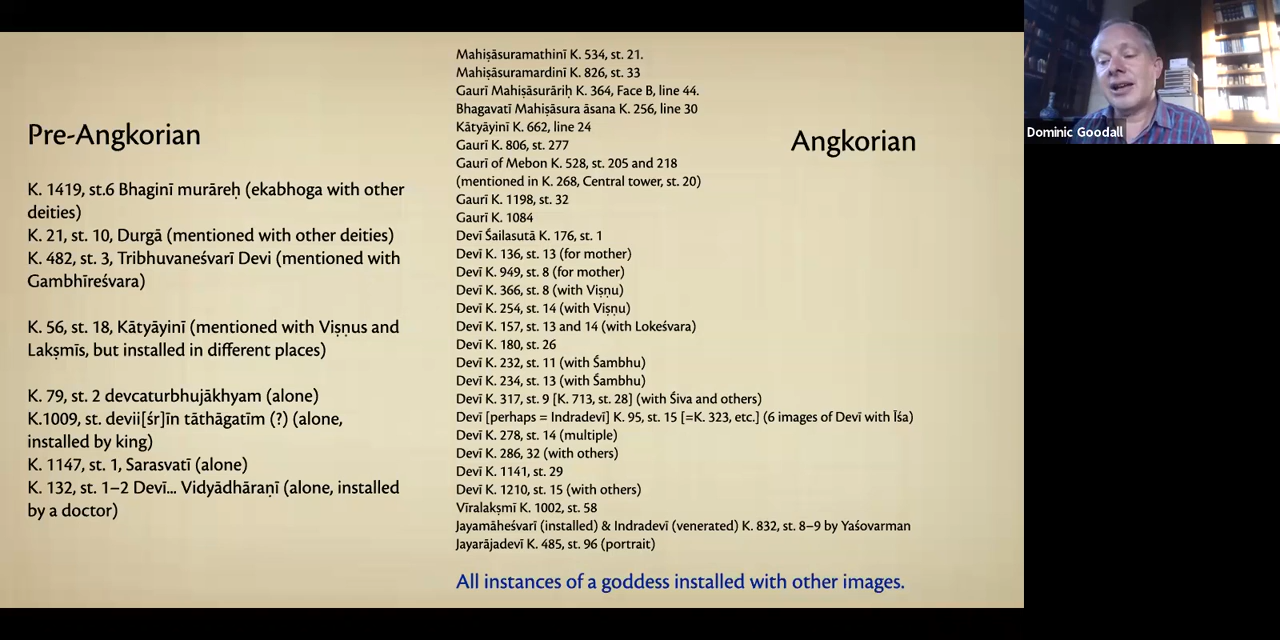 Pre-Angkorian
K. 1419, st.6 Bhaginī murāreḥ (ekabhoga with other
deities)
K. 21, st. 10, Durgā (mentioned with other deities)
K. 482, st. 3, Tribhuvaneśvarī Devi (mentioned with
Gambhīreśvara)
K. 56, st. 18, Kātyāyinī (mentioned with Viṣṇus and
Lakṣmīs, but installed in different places)
K. 79, st. 2 devcaturbhujākhyam (alone)
K.1009, st. devii[śr]īn tāthāgatīm (?) (alone,
installed by king)
K. 1147, st. 1, Sarasvatī (alone)
K. 132, st. 1–2 Devī... Vidyādhāraṇī (alone, installed
by a doctor)
Mahiṣāsuramathinī K. 534, st. 21.
Mahiṣāsuramardinī K. 826, st. 33
Gaurī Mahiṣāsurāriḥ K. 364, Face B, line 44.
Bhagavatī Mahiṣāsura āsana K. 256, line 30
Kātyāyinī K. 662, line 24
Gaurī K. 806, st. 277
Gaurī of Mebon K. 528, st. 205 and 218
(mentioned in K. 268, Central tower, st. 20)
Gaurī K. 1198, st. 32
Gaurī K. 1084
Devī Śailasutā K. 176, st. 1
Devī K. 136, st. 13 (for mother)
Devī K. 949, st. 8 (for mother)
Devī K. 366, st. 8 (with Viṣṇu)
Devī K. 254, st. 14 (with Viṣṇu)
Devī K. 157, st. 13 and 14 (with Lokeśvara)
Devī K. 180, st. 26
Devī K. 232, st. 11 (with Śambhu)
Devī K. 234, st. 13 (with Śambhu)
Devī K. 317, st. 9 [K. 713, st. 28] (with Śiva and others)
Devī [perhaps = Indradevī] K. 95, st. 15 [=K. 323, etc.] (6 images of Devī with Īśa)
Devī K. 278, st. 14 (multiple)
Devī K. 286, 32 (with others)
Devī K. 1141, st. 29
Devī K. 1210, st. 15 (with others)
Vīralakṣmī K. 1002, st. 58
Jayamāheśvarī (installed) & Indradevī (venerated) K. 832, st. 8–9 by Yaśovarman
Jayarājadevī K. 485, st. 96 (portrait)
All instances of a goddess installed with other images.
Angkorian
Dominic Goodall